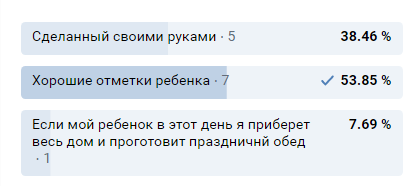 Сделанный своими руками · 5 38.46 %
Хорошие отметки ребенка · 7 53.85 %
Если мой ребенок в этот день я приберет 7.69 %
весь дом и проготовит праздничнй обед
· 1